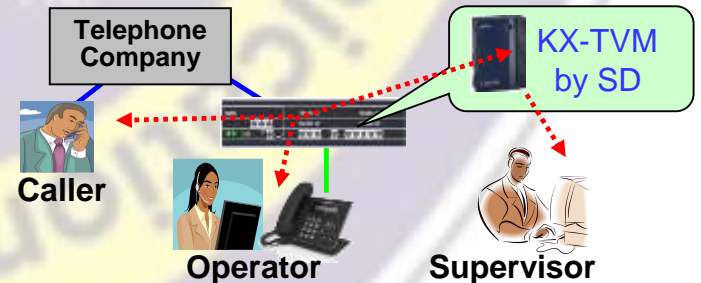 Telephone
Company
KX-TVM
by SD
Caller
Operator
Supervisor